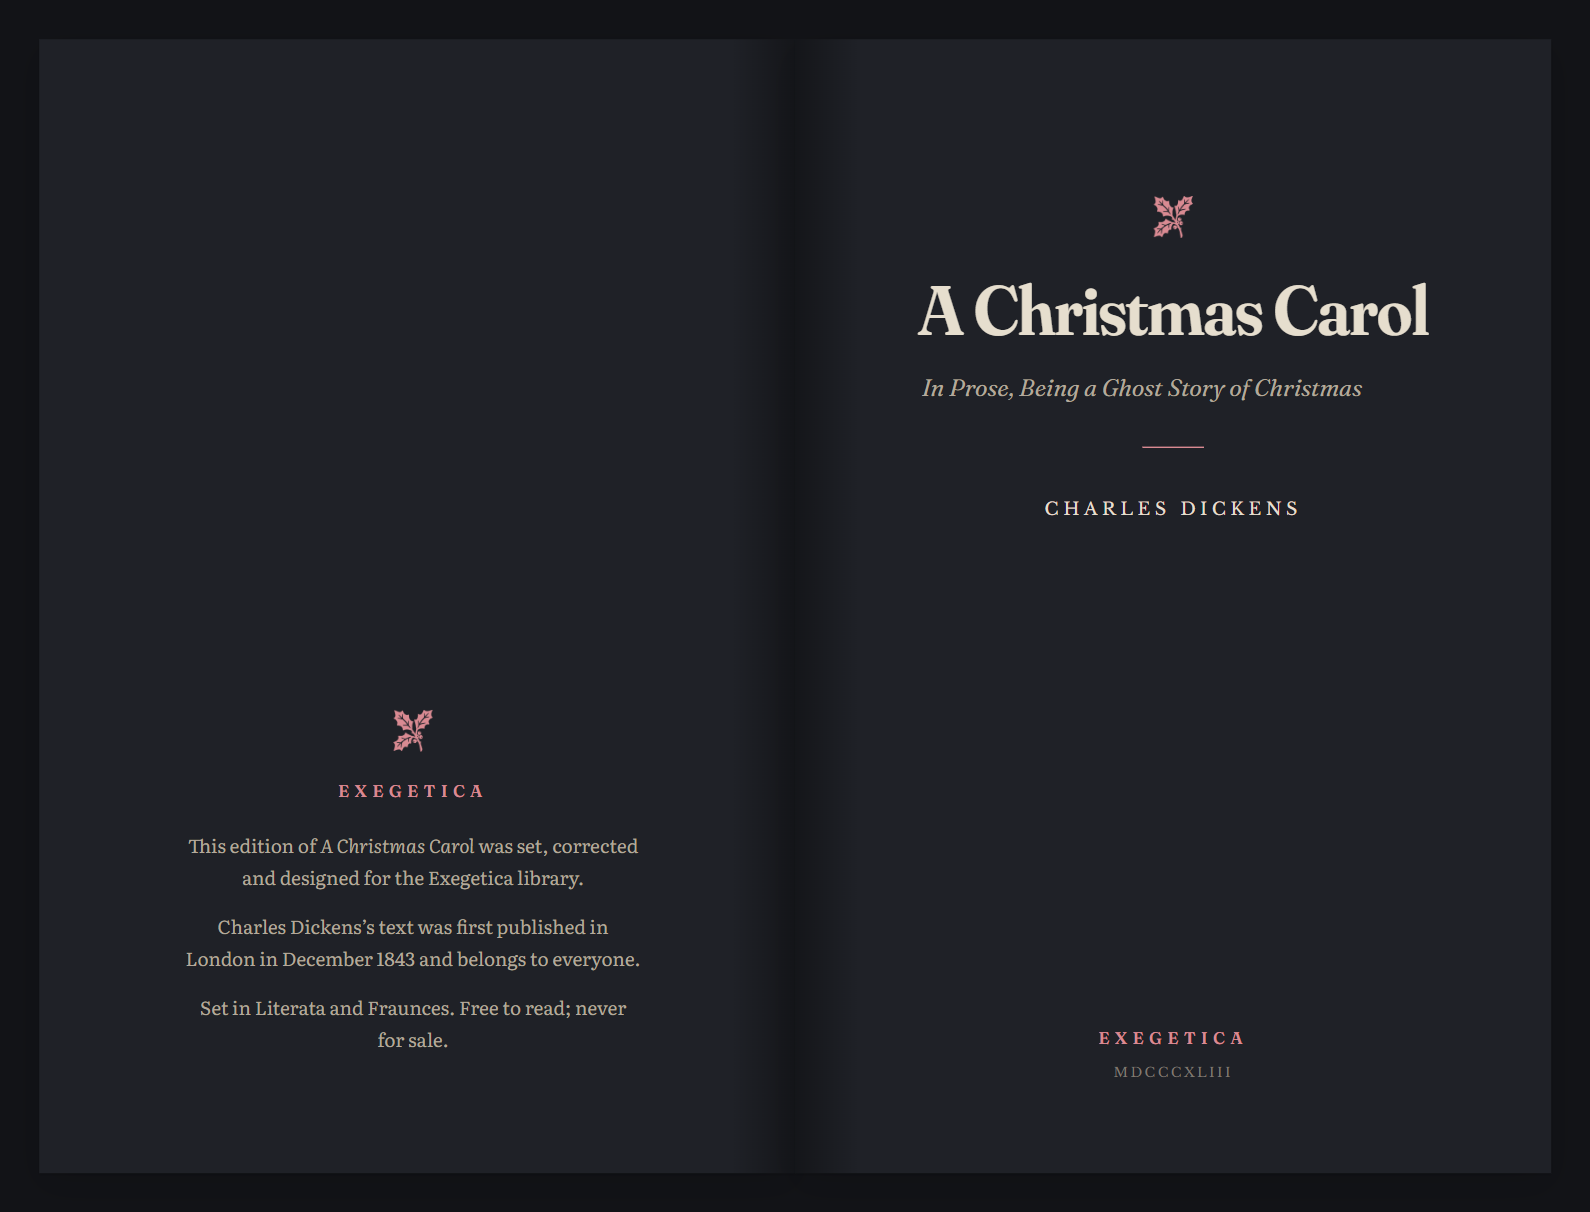 EXEGETICA
This edition of A Christmas Carol was set, corrected
and designed for the Exegetica library.
Charles Dickens’s text was first published in
London in December 1843 and belongs to everyone.
Set in Literata and Fraunces. Free to read; never
for sale.
A Christmas Carol
In Prose, Being a Ghost Story of Christmas
CHARLES DICKENS
EXEGETICA
MDCCCXLIII